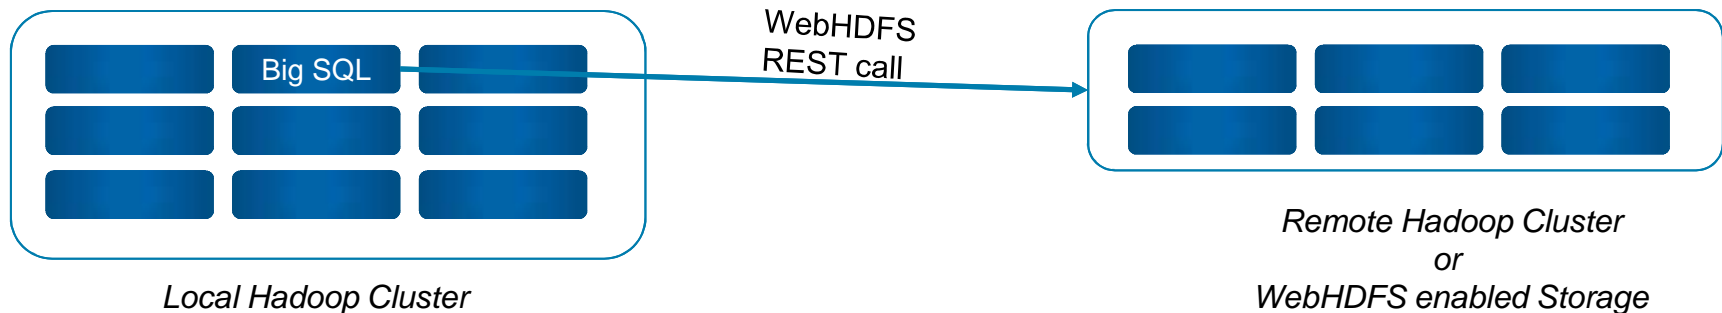 Big SQL
WebHDFS
REST call
Local Hadoop Cluster
Remote Hadoop Cluster
or
WebHDFS enabled Storage